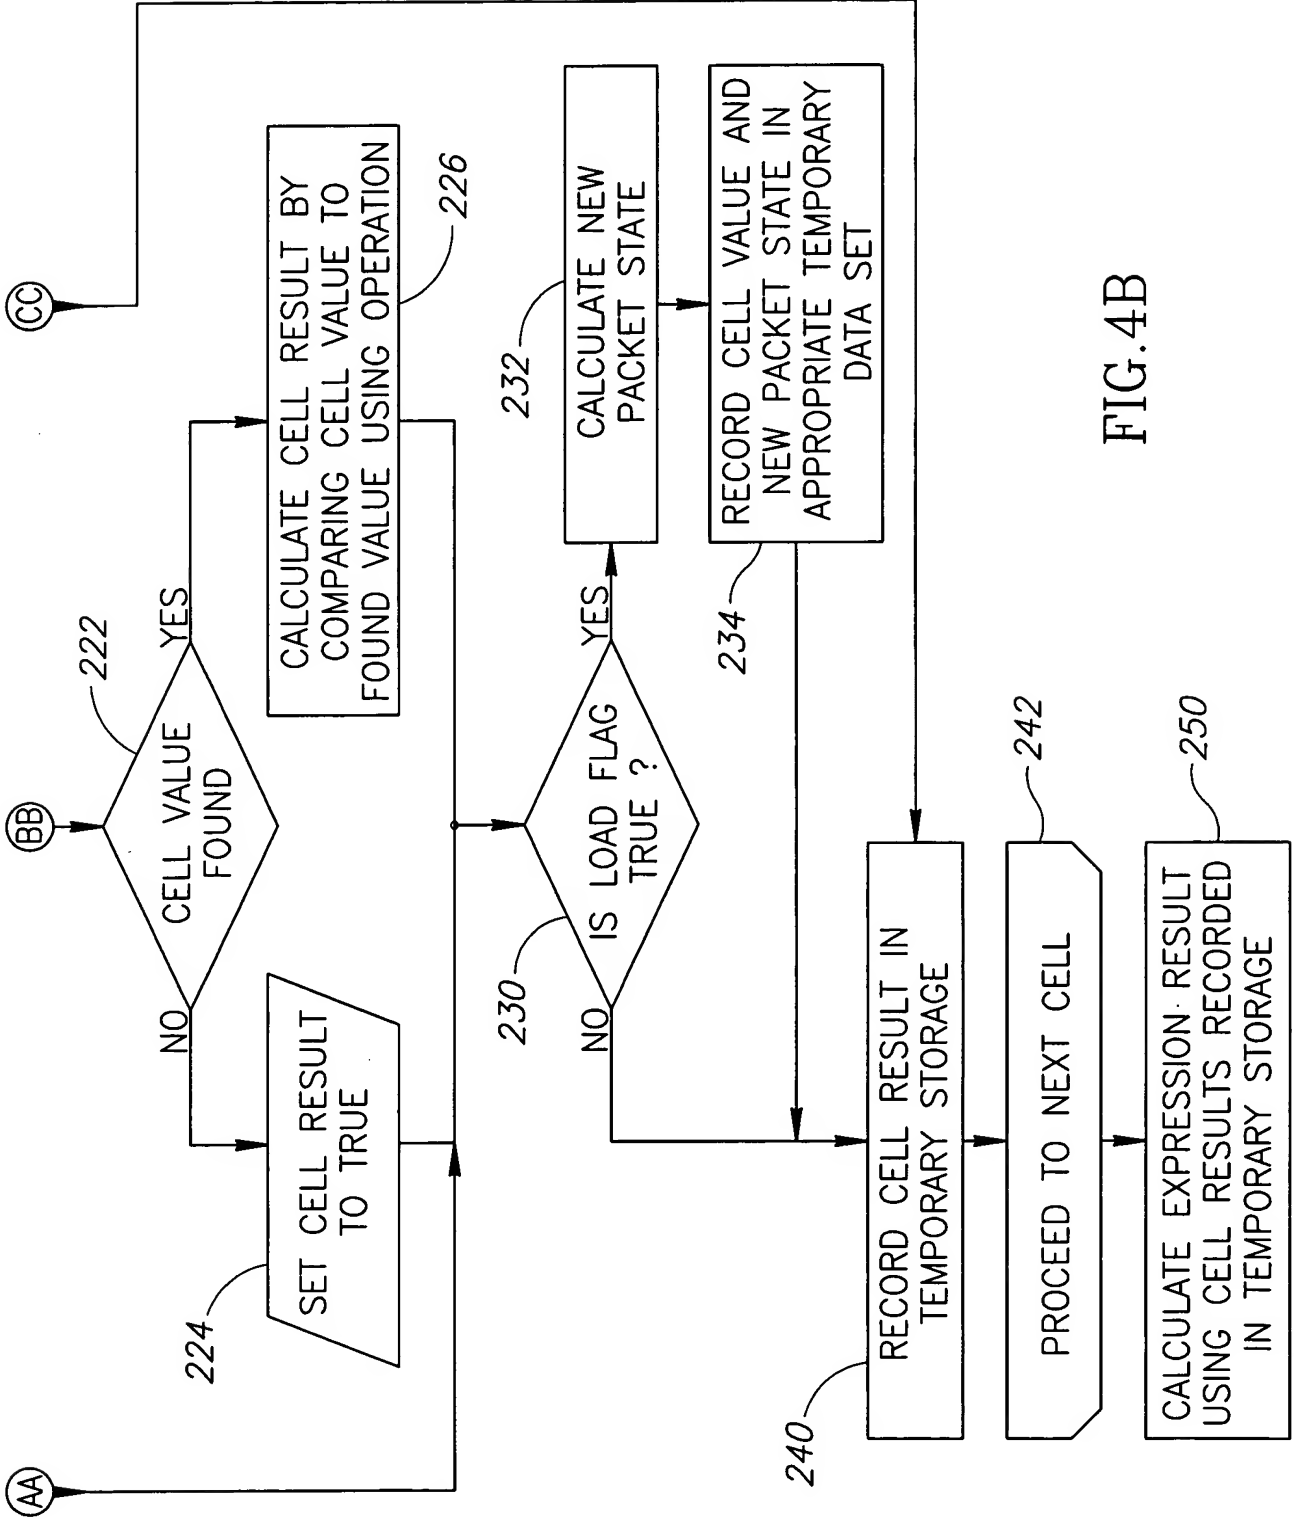 AA
BB
CC
222
CELL VALUE
FOUND
NO
YES
224
SET CELL RESULT
TO TRUE
CALCULATE CELL RESULT BY
COMPARING CELL VALUE TO
FOUND VALUE USING OPERATION
226
230
IS LOAD FLAG
TRUE ?
NO
YES
232
CALCULATE NEW
PACKET STATE
234
RECORD CELL VALUE AND
NEW PACKET STATE IN
APPROPRIATE TEMPORARY
DATA SET
240
RECORD CELL RESULT IN
TEMPORARY STORAGE
242
PROCEED TO NEXT CELL
250
CALCULATE EXPRESSION RESULT
USING CELL RESULTS RECORDED
IN TEMPORARY STORAGE
FIG.4B